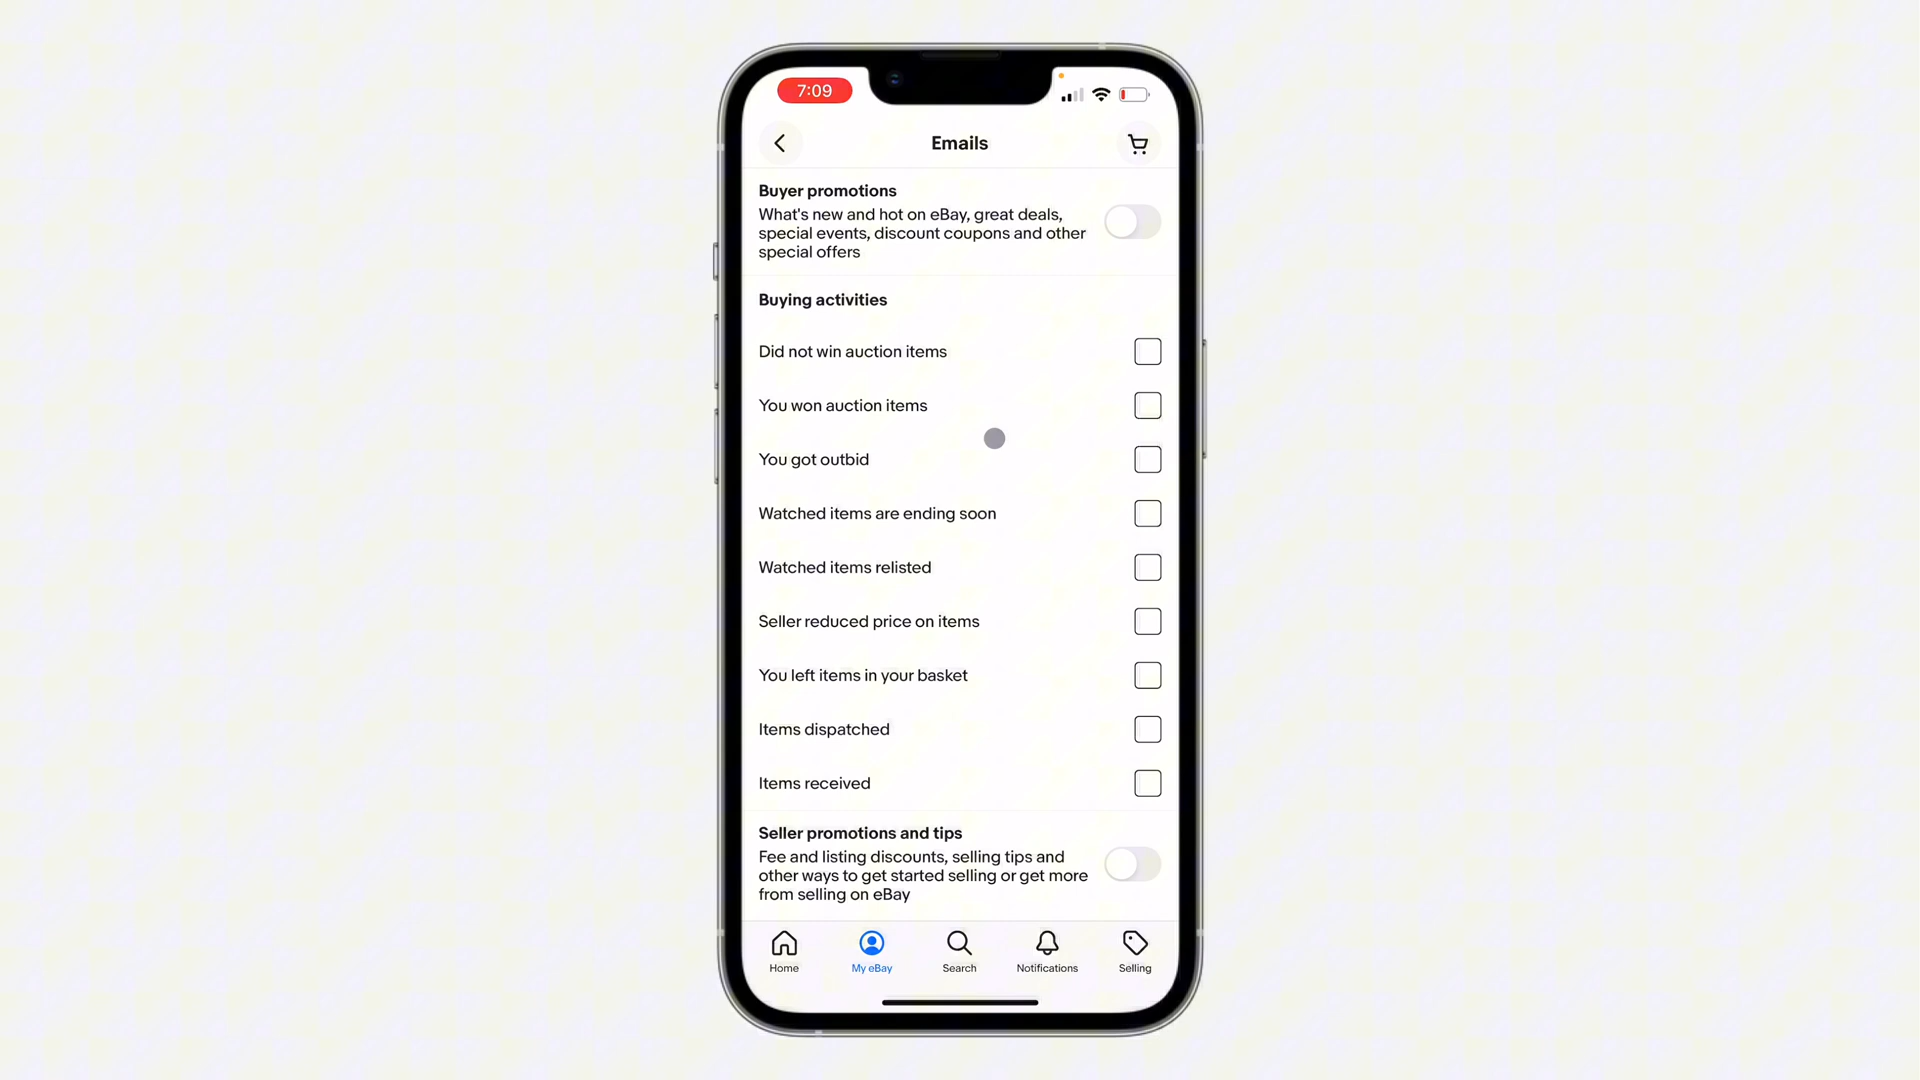 7:09
Emails
Buyer promotions
What's new and hot on eBay, great deals,
special events, discount coupons and other
special offers
Buying activities
Did not win auction items
You won auction items
You got outbid
Watched items are ending soon
Watched items relisted
Seller reduced price on items
You left items in your basket
Items dispatched
Items received
Seller promotions and tips
Fee and listing discounts, selling tips and
other ways to get started selling or get more
from selling on eBay
Home
My eBay
Search
Notifications
Selling